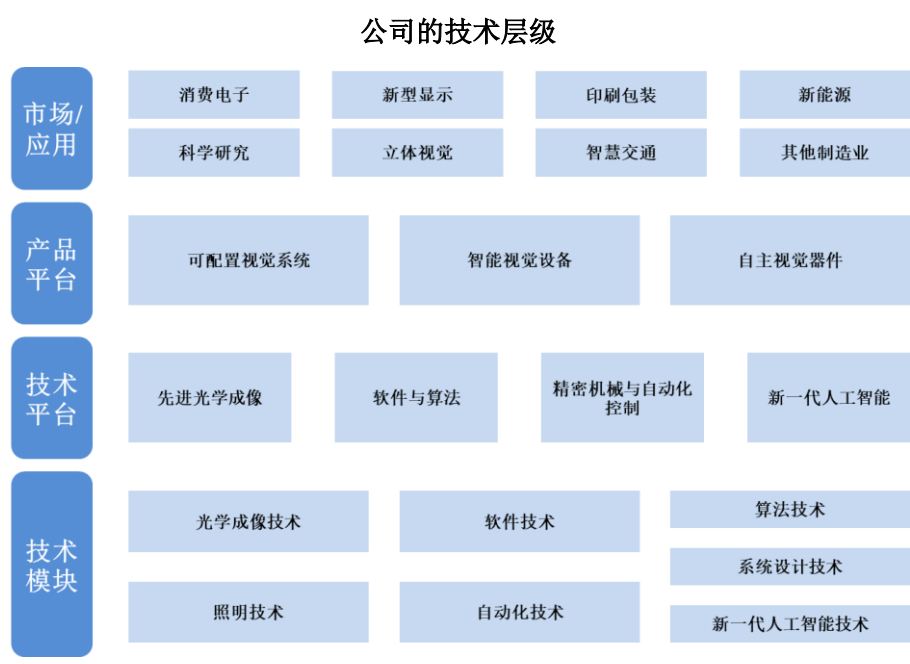 公司的技术层级
市场/
应用
消费电子
新型显示
印刷包装
新能源
科学研究
立体视觉
智慧交通
其他制造业
产品
平台
可配置视觉系统
智能视觉设备
自主视觉器件
技术
平台
先进光学成像
软件与算法
精密机械与自动化
控制
新一代人工智能
技术
模块
光学成像技术
软件技术
算法技术
系统设计技术
照明技术
自动化技术
新一代人工智能技术